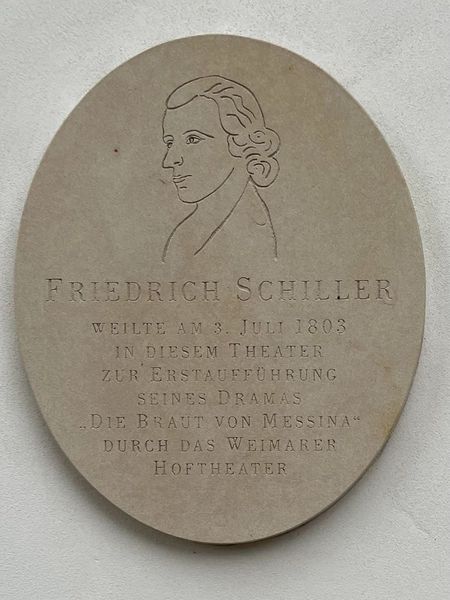 FRIEDRICH SCHILLER
WEILTE AM 3. JULI 1803
IN DIESEM THEATER
ZUR ERSTAUFFÜHRUNG
SEINES DRAMAS
„DIE BRAUT VON MESSINA“
DURCH DAS WEIMARER
HOFTHEATER